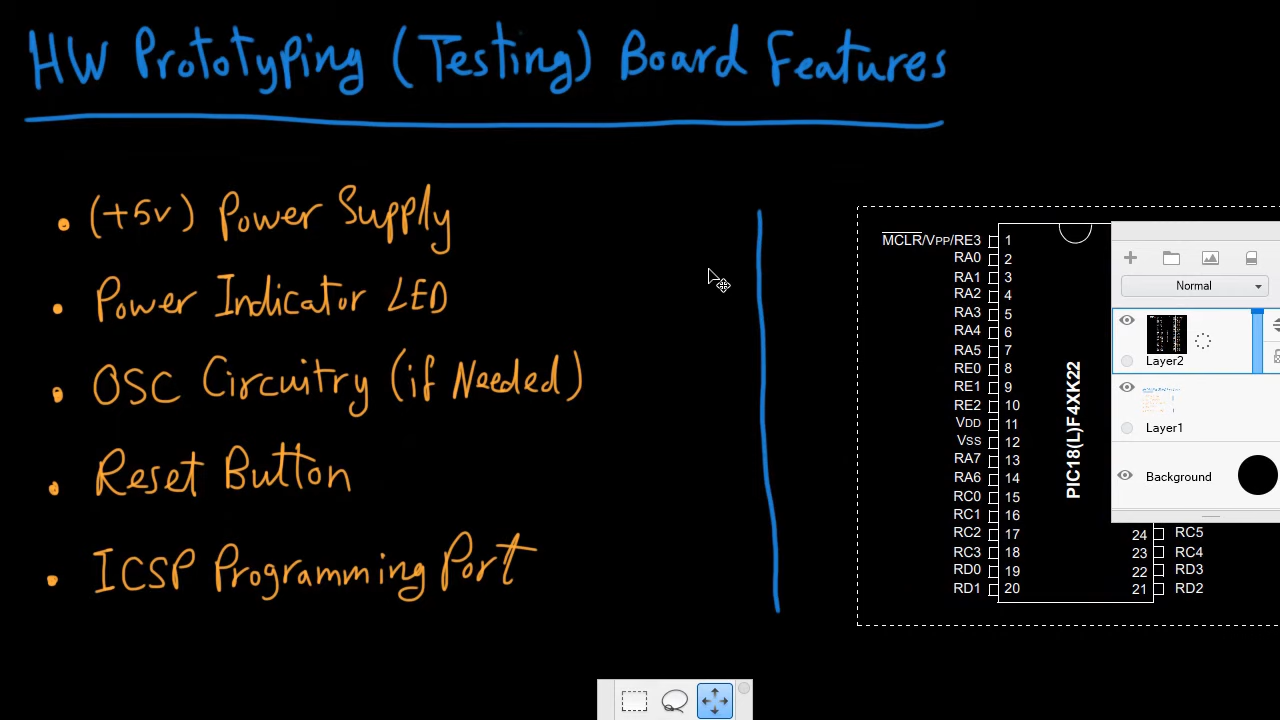 HW Prototyping (Testing) Board Features
• (+5v) Power Supply
• Power Indicator LED
• OSC Circuitry (if Needed)
• Reset Button
• ICSP Programming Port
MCLR/VPP/RE3 1
RA0 2
RA1 3
RA2 4
RA3 5
RA4 6
RA5 7
RE0 8
RE1 9
RE2 10
VDD 11
VSS 12
RA7 13
RA6 14
RC0 15
RC1 16
RC2 17
RC3 18
RD0 19
RD1 20
PIC18(L)F4XK22
24 RC5
23 RC4
22 RD3
21 RD2
Normal
Layer2
Layer1
Background